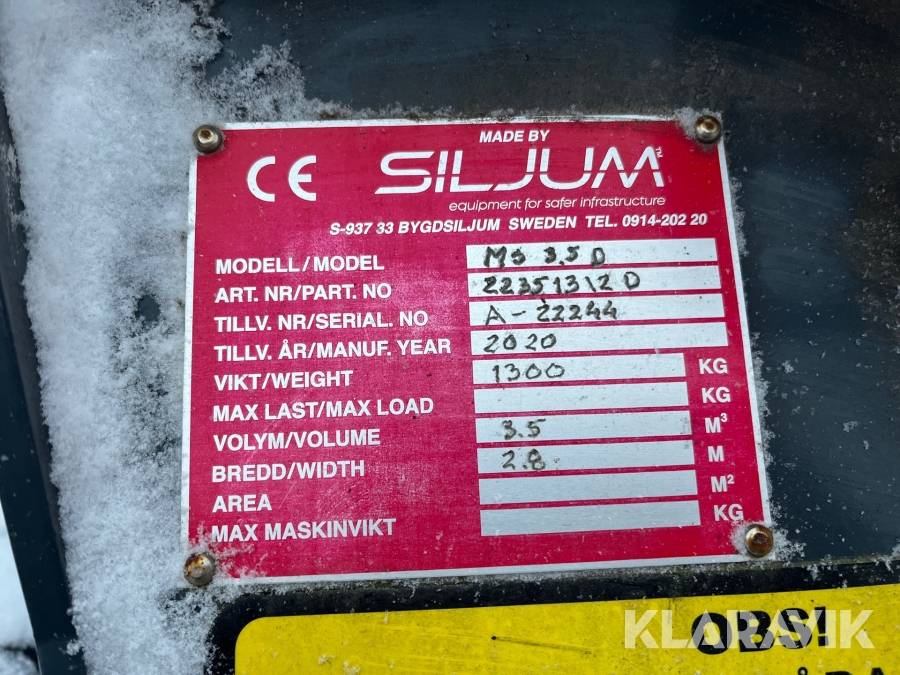 MADE BY
CE SILJUM™
equipment for safer infrastructure
S-937 33 BYGDSILJUM SWEDEN TEL. 0914-202 20
MODELL/MODEL MS 3.5 D
ART. NR/PART. NO 223513120
TILLV. NR/SERIAL. NO A-22244
TILLV. ÅR/MANUF. YEAR 2020
VIKT/WEIGHT 1300 KG
MAX LAST/MAX LOAD KG
VOLYM/VOLUME 3.5 M³
BREDD/WIDTH 2.8 M
AREA M²
MAX MASKINVIKT KG
OBS!
KLARAVIK